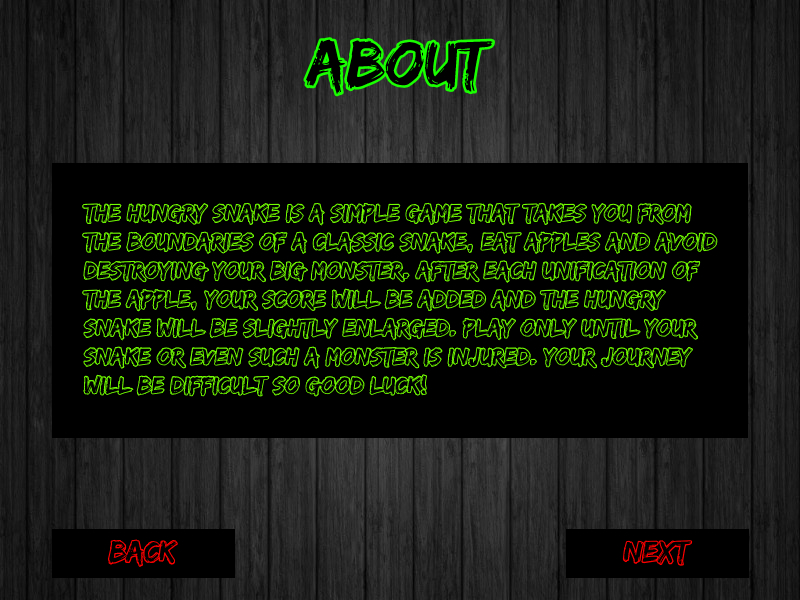 ABOUT
THE HUNGRY SNAKE IS A SIMPLE GAME THAT TAKES YOU FROM
THE BOUNDARIES OF A CLASSIC SNAKE, EAT APPLES AND AVOID
DESTROYING YOUR BIG MONSTER. AFTER EACH UNIFICATION OF
THE APPLE, YOUR SCORE WILL BE ADDED AND THE HUNGRY
SNAKE WILL BE SLIGHTLY ENLARGED. PLAY ONLY UNTIL YOUR
SNAKE OR EVEN SUCH A MONSTER IS INJURED. YOUR JOURNEY
WILL BE DIFFICULT SO GOOD LUCK!
BACK
NEXT